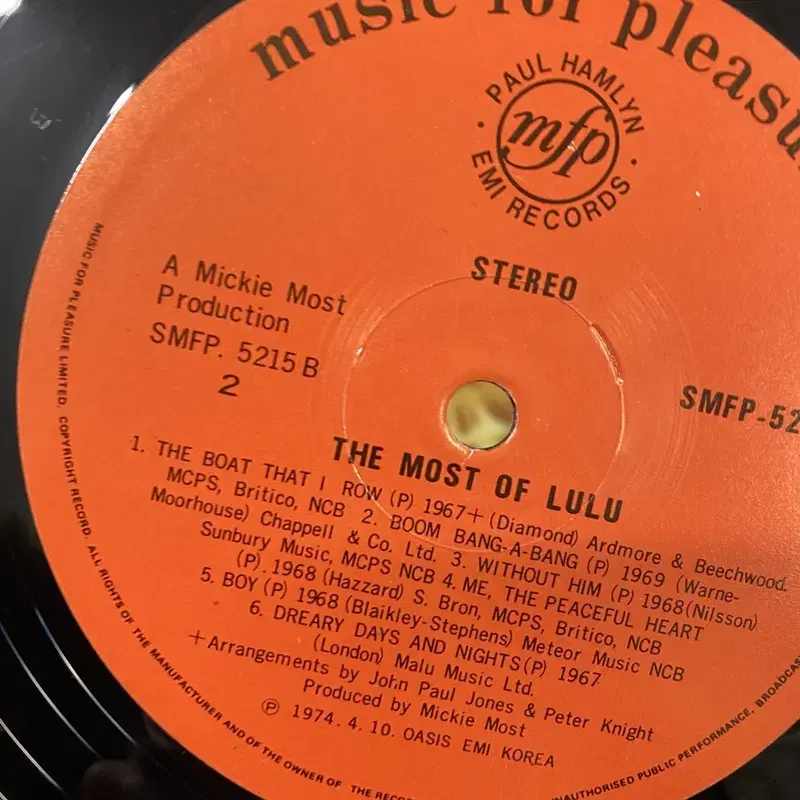 music for pleasu
PAUL HAMLYN
mfp
EMI RECORDS
STEREO
A Mickie Most
Production
SMFP. 5215 B
2
SMFP-52
THE MOST OF LULU
1. THE BOAT THAT I ROW (P) 1967+ (Diamond) Ardmore & Beechwood.
MCPS, Britico, NCB 2. BOOM BANG-A-BANG (P) 1969 (Warne-
Moorhouse) Chappell & Co. Ltd. 3. WITHOUT HIM (P) 1968 (Nilsson)
Sunbury Music, MCPS NCB 4. ME, THE PEACEFUL HEART
(P). 1968 (Hazzard) S. Bron, MCPS, Britico, NCB
5. BOY (P) 1968 (Blaikley-Stephens) Meteor Music NCB
6. DREARY DAYS AND NIGHTS (P) 1967
(London) Malu Music Ltd.
+Arrangements by John Paul Jones & Peter Knight
Produced by Mickie Most
Ⓟ 1974. 4. 10. OASIS EMI KOREA
MUSIC FOR PLEASURE LIMITED. COPYRIGHT RECORD. ALL RIGHTS OF THE MANUFACTURER AND OF THE OWNER OF THE RECOR
UNAUTHORISED PUBLIC PERFORMANCE, BROADCAS